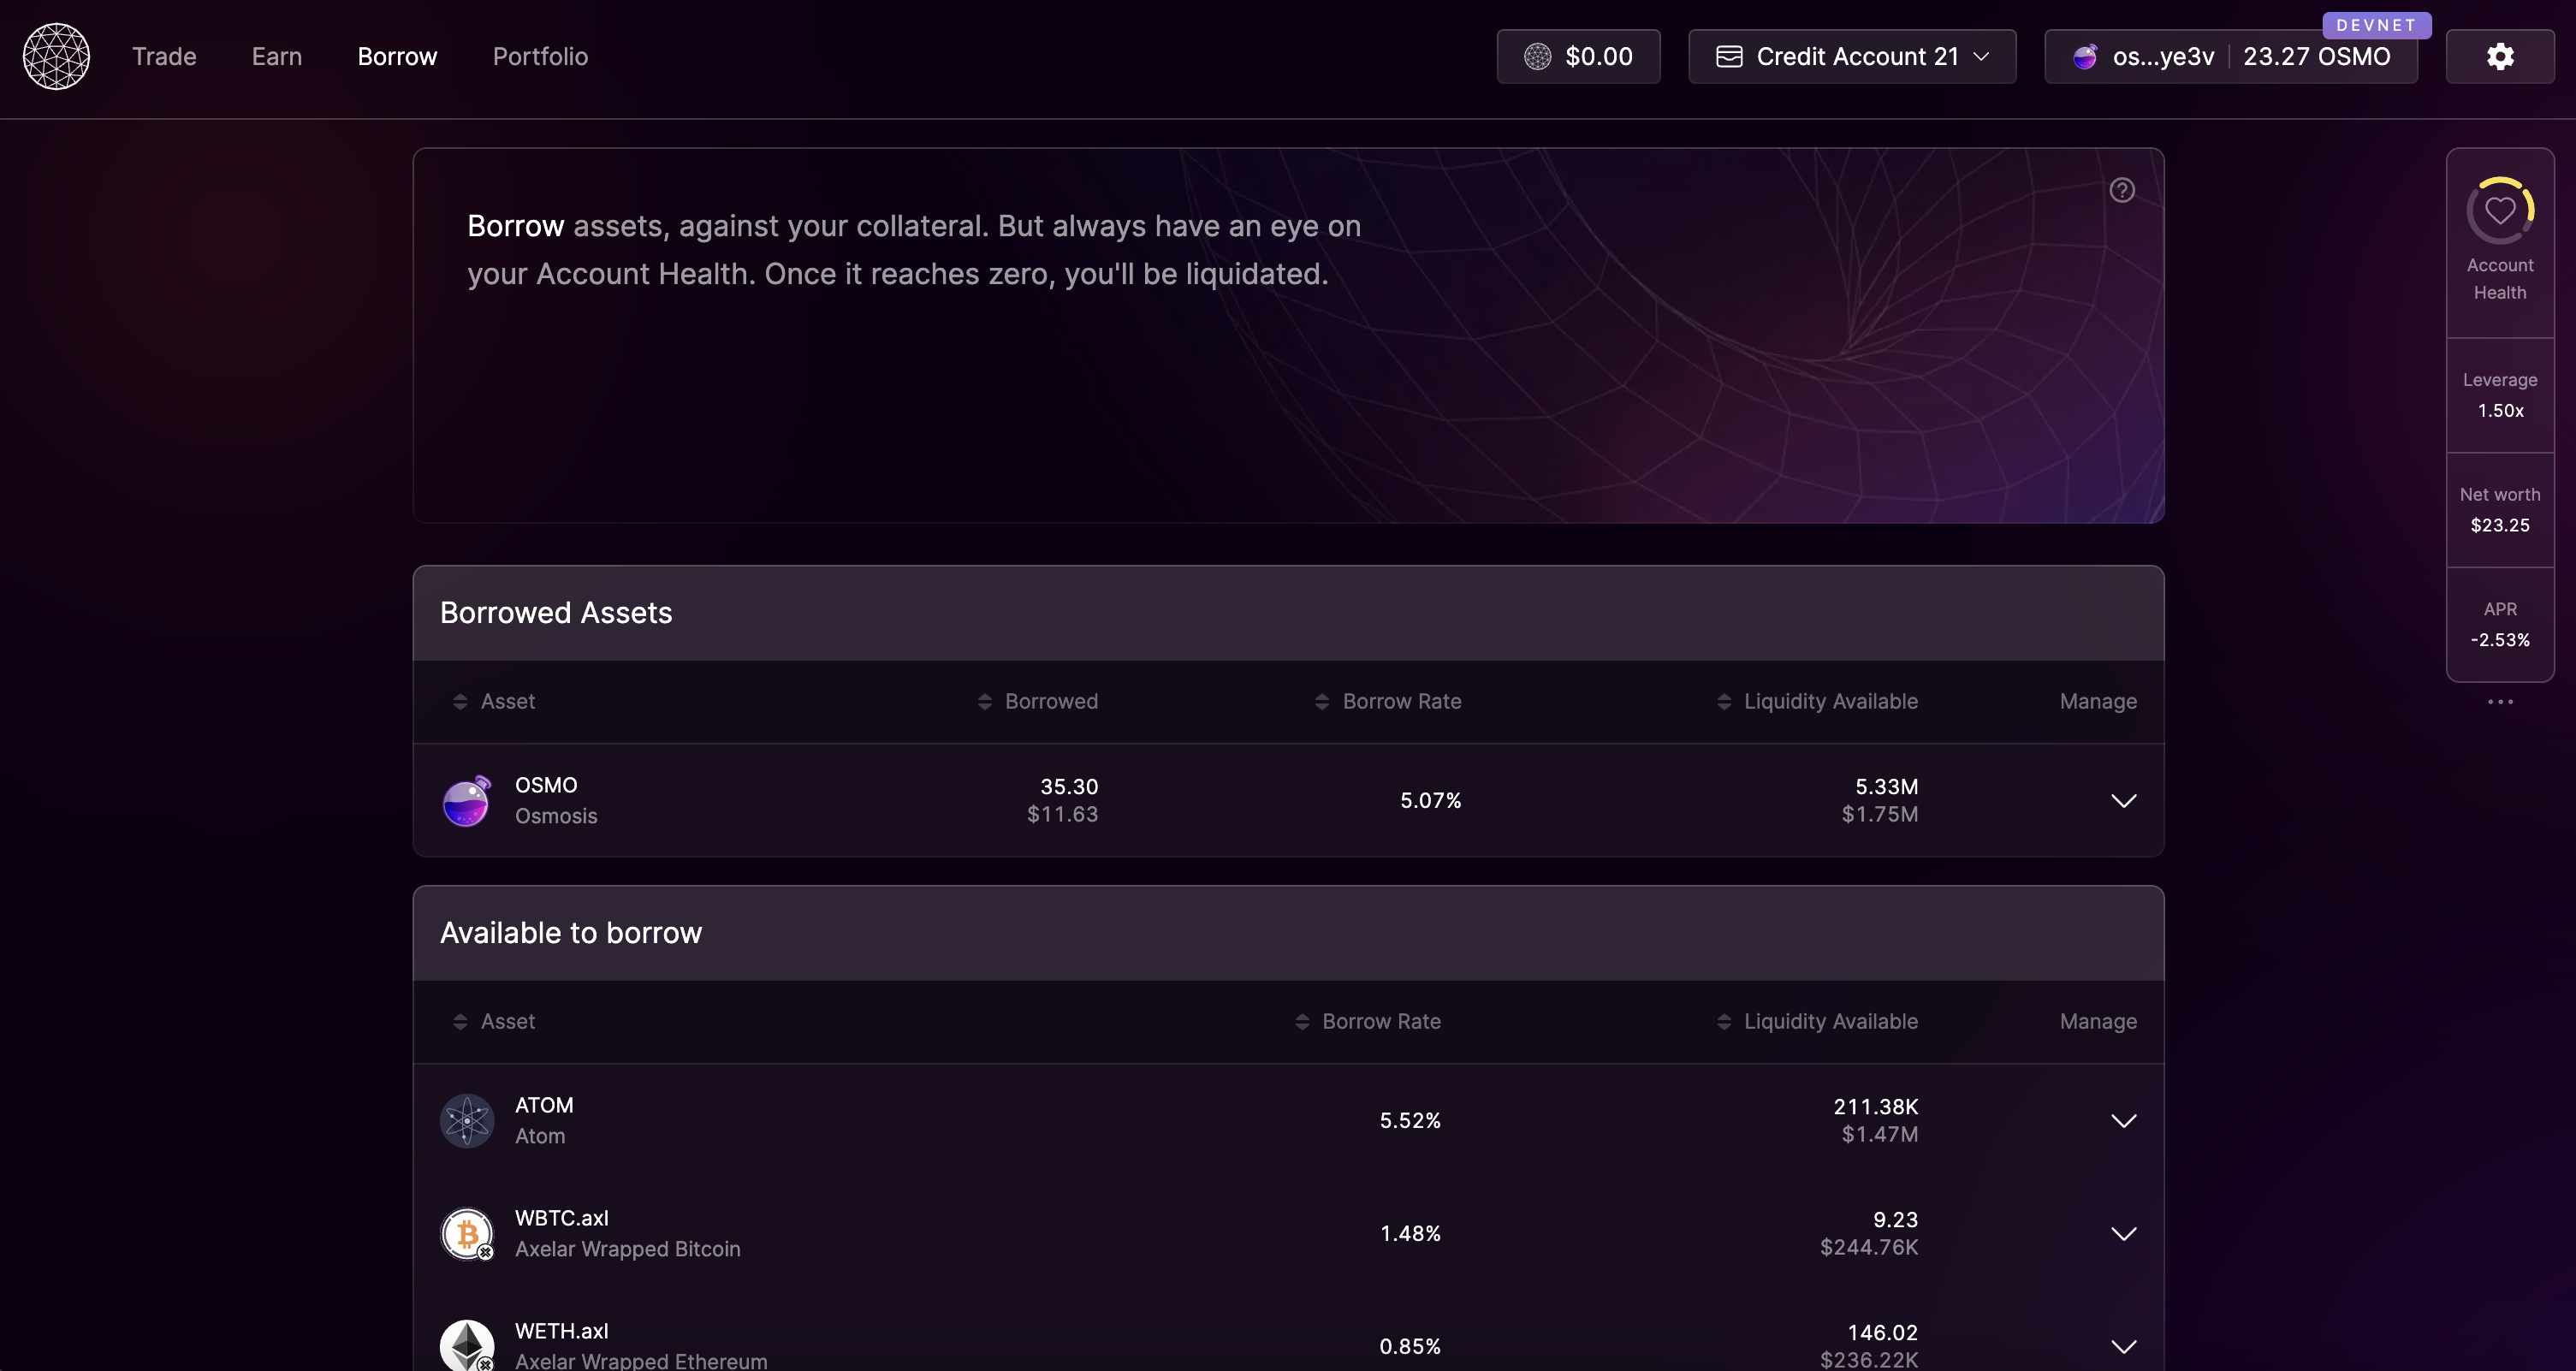 DEVNET
Trade Earn Borrow Portfolio $0.00 Credit Account 21 os...ye3v 23.27 OSMO
Borrow assets, against your collateral. But always have an eye on
your Account Health. Once it reaches zero, you'll be liquidated.
Account
Health
Leverage
1.50x
Net worth
$23.25
APR
-2.53%
Borrowed Assets
Asset Borrowed Borrow Rate Liquidity Available Manage
OSMO 35.30 5.07% 5.33M
Osmosis $11.63 $1.75M
Available to borrow
Asset Borrow Rate Liquidity Available Manage
ATOM 5.52% 211.38K
Atom $1.47M
WBTC.axl 1.48% 9.23
Axelar Wrapped Bitcoin $244.76K
WETH.axl 0.85% 146.02
Axelar Wrapped Ethereum $236.22K